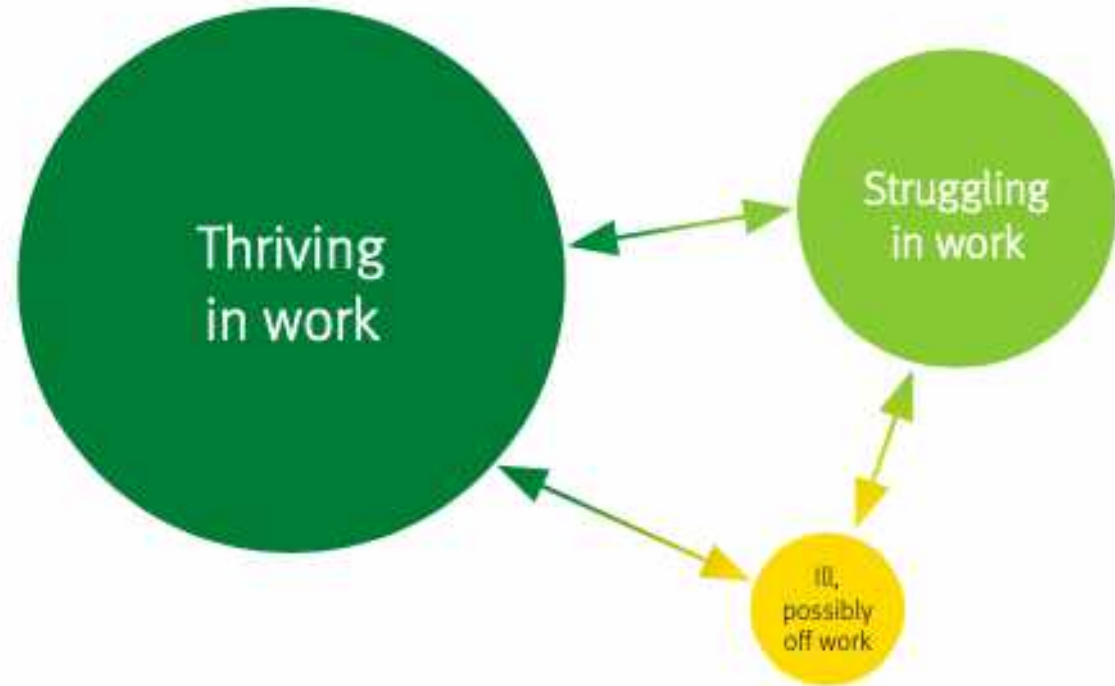 Thriving
in work
Struggling
in work
Ill,
possibly
off work